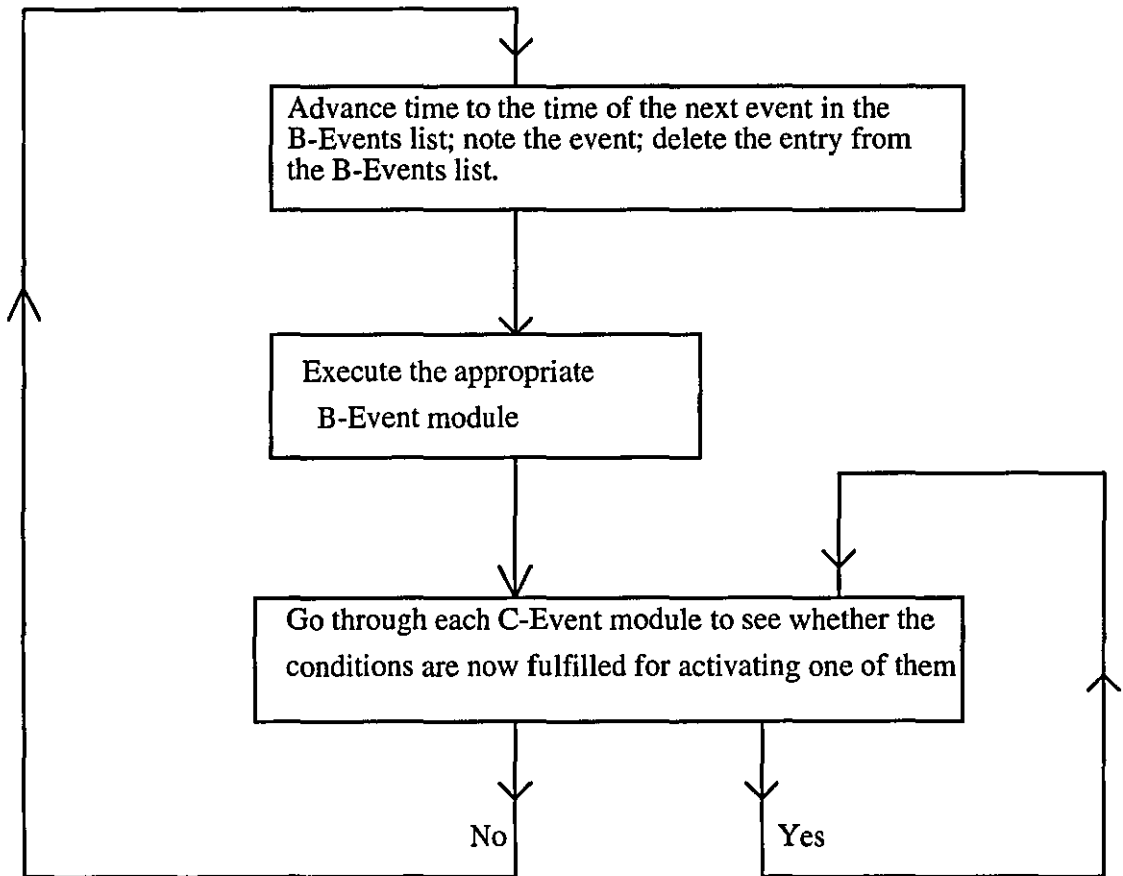 Advance time to the time of the next event in the
B-Events list; note the event; delete the entry from
the B-Events list.
Execute the appropriate
B-Event module
Go through each C-Event module to see whether the
conditions are now fulfilled for activating one of them
No
Yes